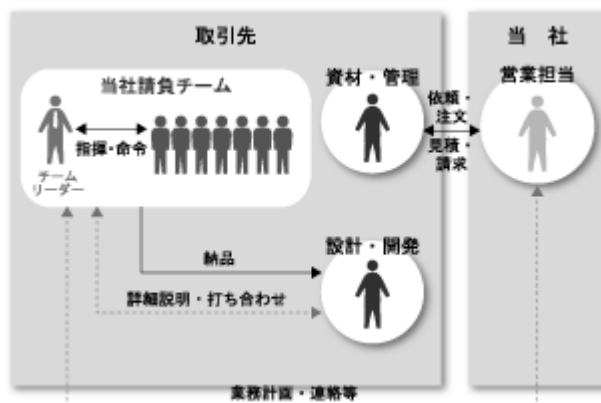 取引先
当 社
当社請負チーム
指揮・命令
チーム
リーダー
資材・管理
営業担当
依頼・
注文
見積・
請求
設計・開発
納品
詳細説明・打ち合わせ
業務計画・連絡等